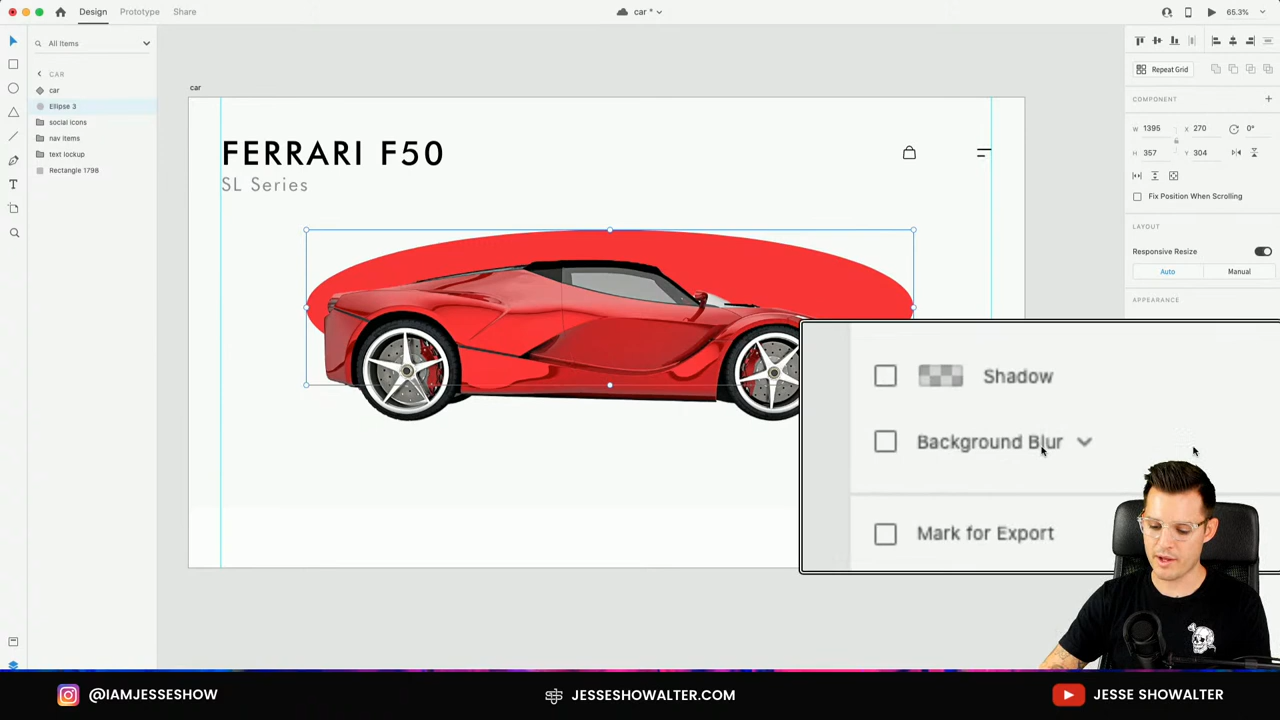 Design
Prototype
Share
car *
65.3%
All Items
CAR
car
Ellipse 3
social icons
nav items
text lockup
Rectangle 1798
car
FERRARI F50
SL Series
Repeat Grid
COMPONENT
W 1395 X 270 0°
H 357 Y 304
Fix Position When Scrolling
LAYOUT
Responsive Resize
Auto
Manual
APPEARANCE
Shadow
Background Blur
Mark for Export
@IAMJESSESHOW
JESSESHOWALTER.COM
JESSE SHOWALTER